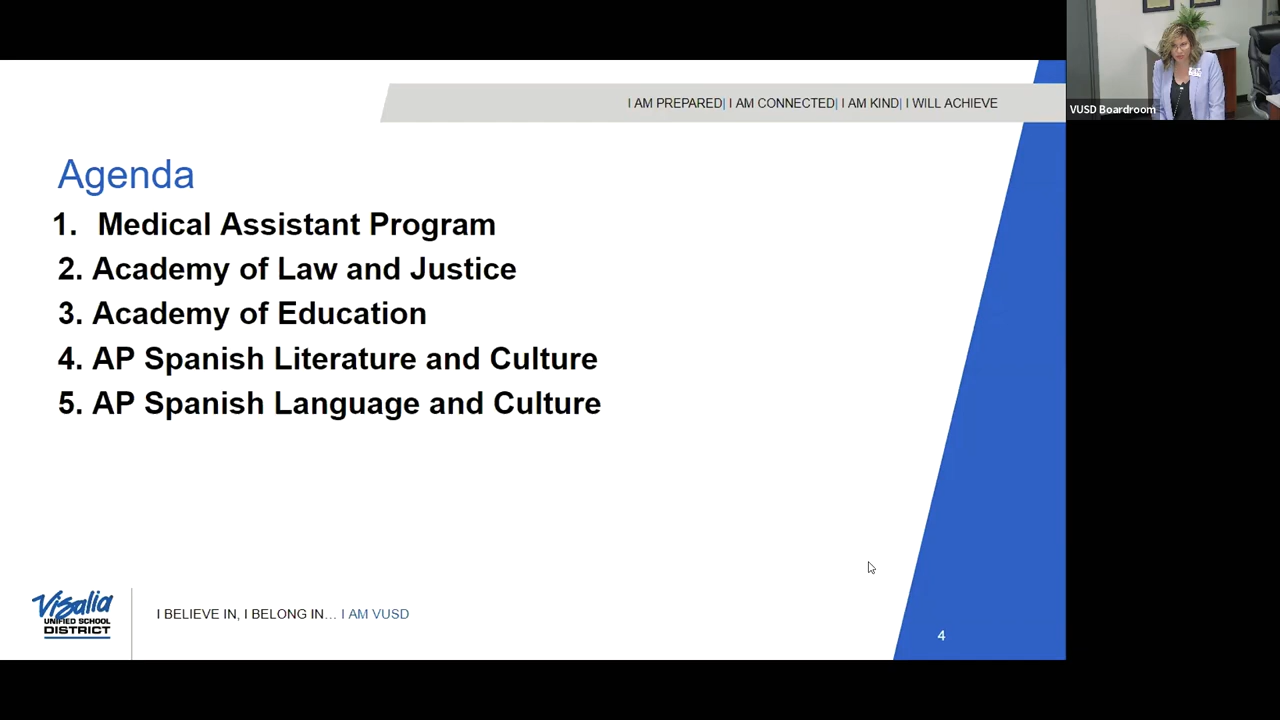 I AM PREPARED| I AM CONNECTED| I AM KIND| I WILL ACHIEVE
VUSD Boardroom
Agenda
1. Medical Assistant Program
2. Academy of Law and Justice
3. Academy of Education
4. AP Spanish Literature and Culture
5. AP Spanish Language and Culture
Visalia
UNIFIED SCHOOL
DISTRICT
I BELIEVE IN, I BELONG IN... I AM VUSD
4